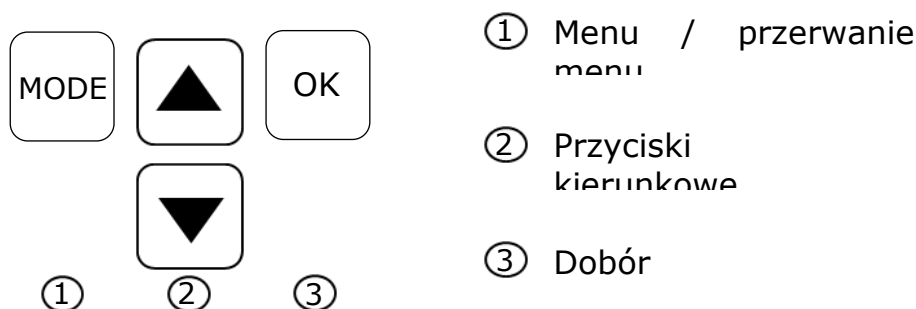 MODE
▲
OK
▼
① ② ③
① Menu / przerwanie
menu
② Przyciski
kierunkowe
③ Dobór